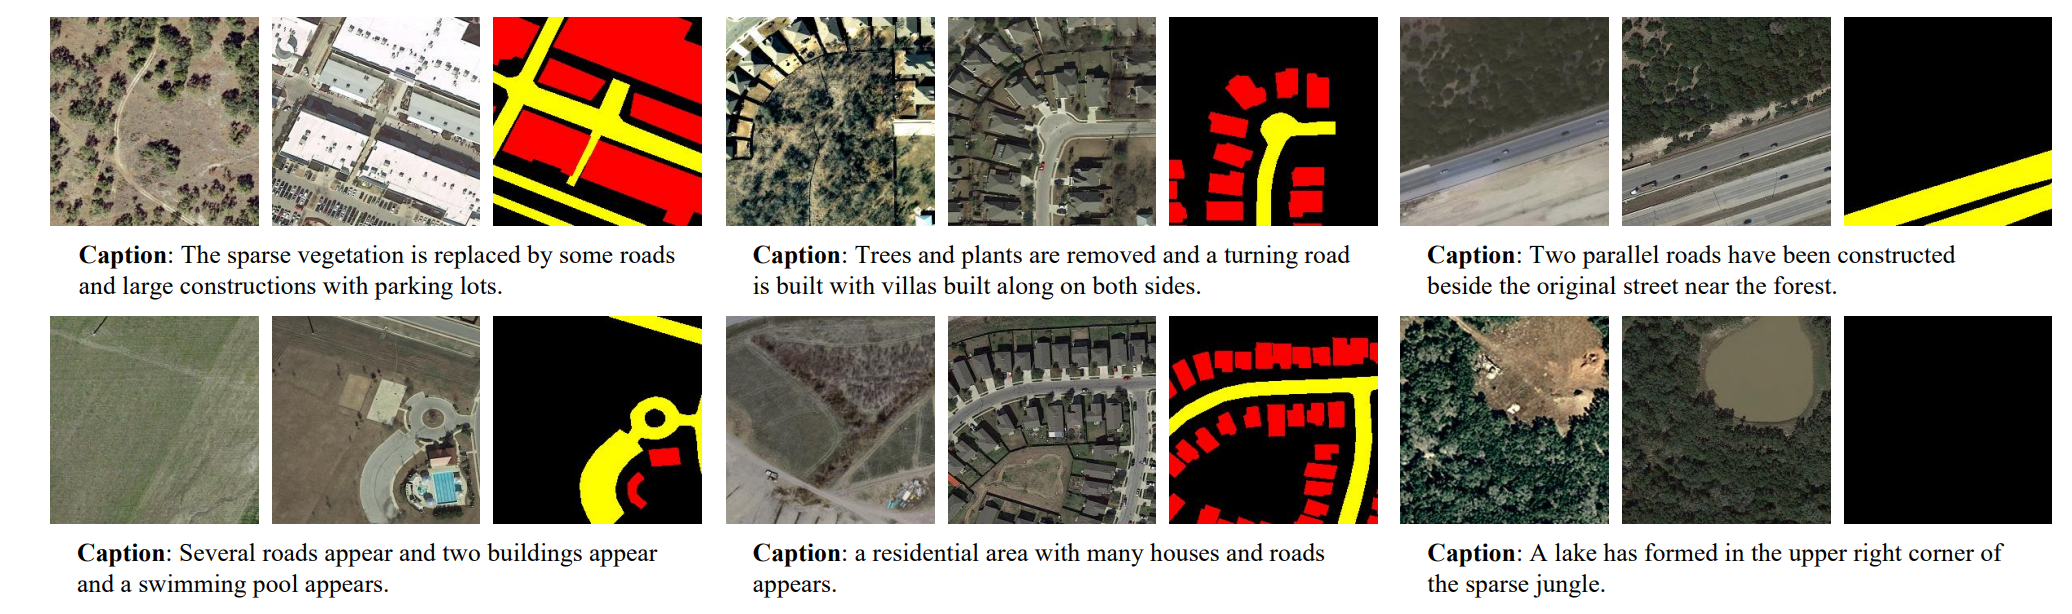 Caption: The sparse vegetation is replaced by some roads
and large constructions with parking lots.
Caption: Trees and plants are removed and a turning road
is built with villas built along on both sides.
Caption: Two parallel roads have been constructed
beside the original street near the forest.
Caption: Several roads appear and two buildings appear
and a swimming pool appears.
Caption: a residential area with many houses and roads
appears.
Caption: A lake has formed in the upper right corner of
the sparse jungle.